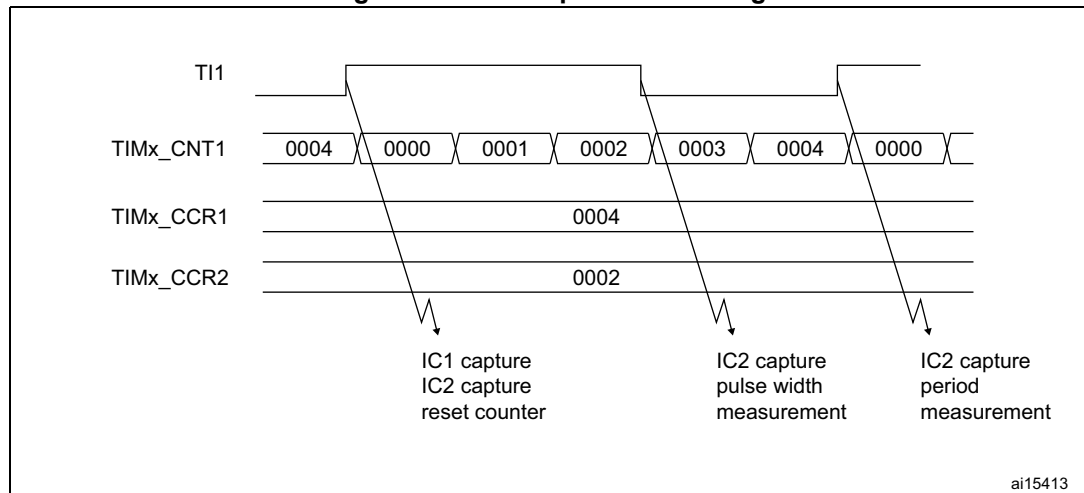 TI1
TIMx_CNT1 0004 0000 0001 0002 0003 0004 0000
TIMx_CCR1 0004
TIMx_CCR2 0002
IC1 capture
IC2 capture
reset counter
IC2 capture
pulse width
measurement
IC2 capture
period
measurement
ai15413